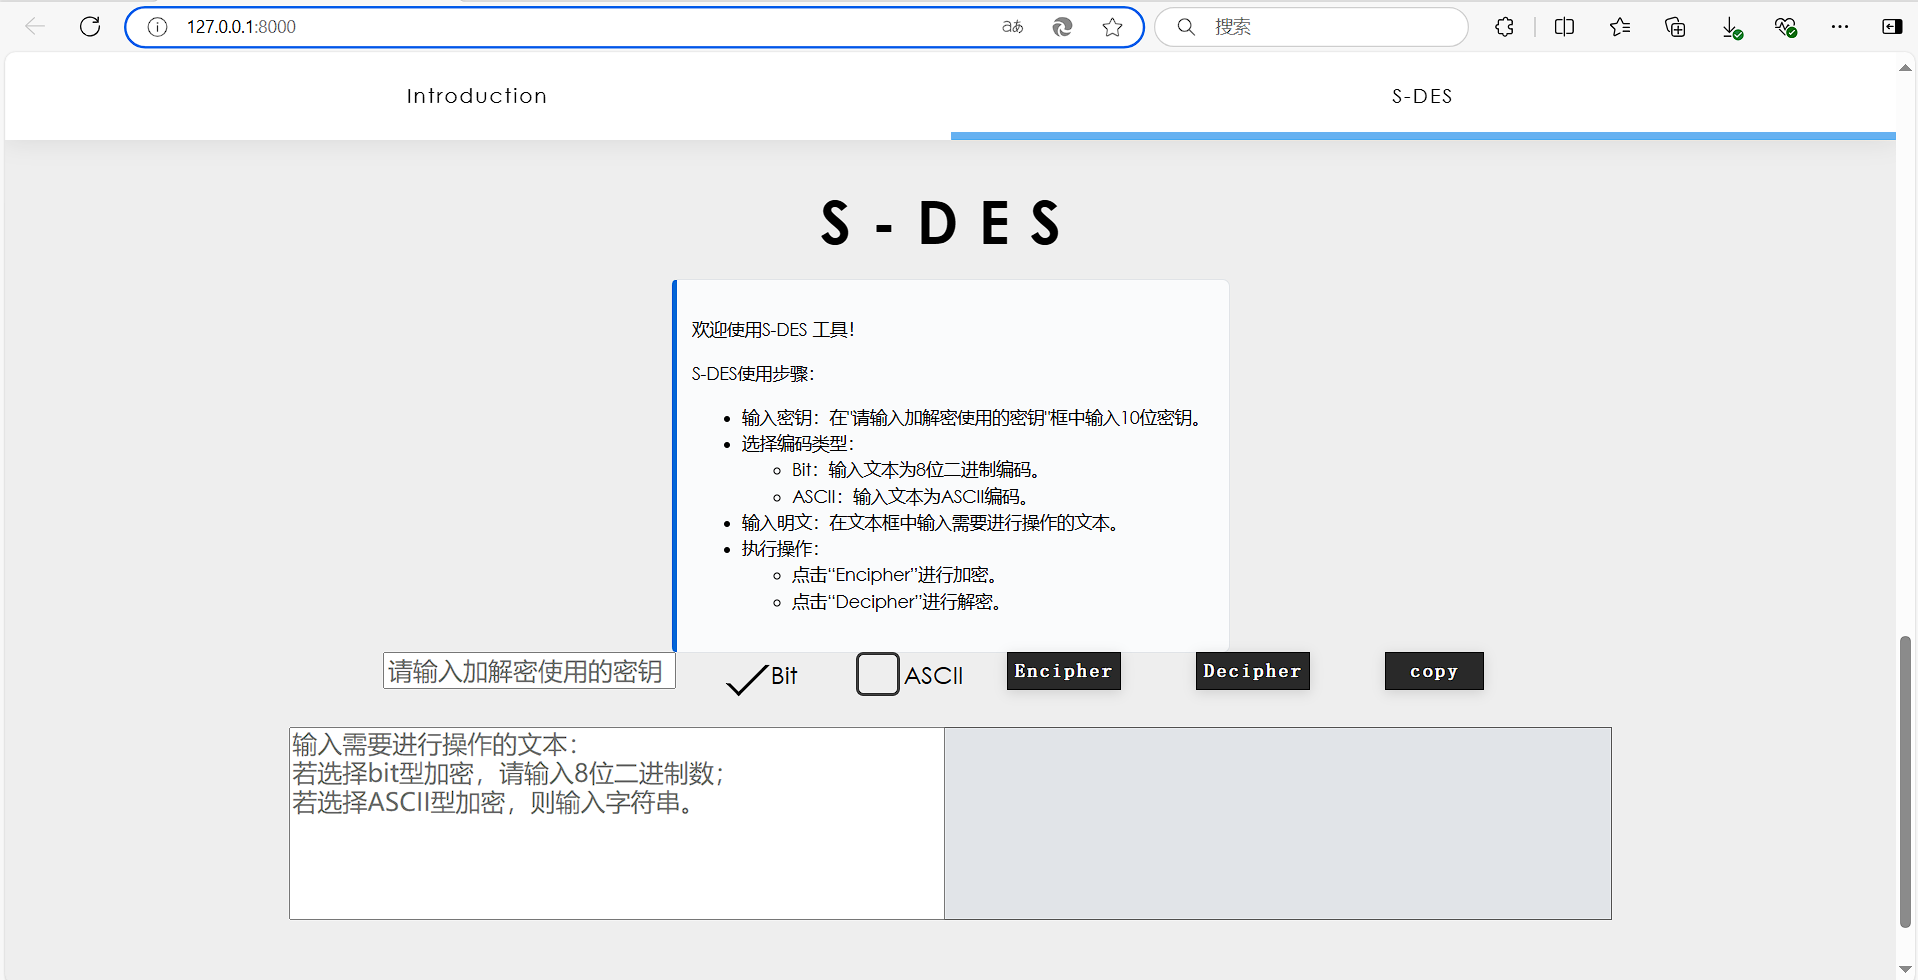 127.0.0.1:8000
搜索
Introduction
S-DES
S-DES
欢迎使用S-DES 工具！
S-DES使用步骤：
输入密钥：在"请输入加解密使用的密钥"框中输入10位密钥。
选择编码类型：
Bit：输入文本为8位二进制编码。
ASCII：输入文本为ASCII编码。
输入明文：在文本框中输入需要进行操作的文本。
执行操作：
点击“Encipher”进行加密。
点击“Decipher”进行解密。
请输入加解密使用的密钥
Bit
ASCII
Encipher
Decipher
copy
输入需要进行操作的文本：
若选择bit型加密，请输入8位二进制数；
若选择ASCII型加密，则输入字符串。